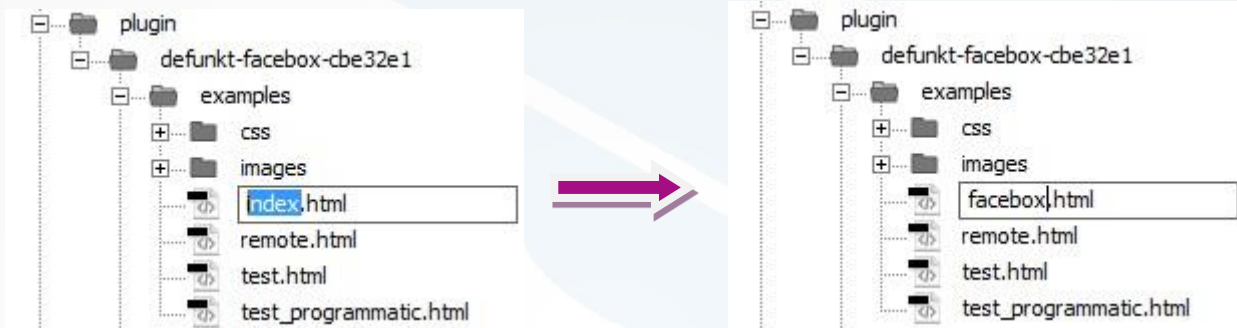 plugin
defunkt-facebox-cbe32e1
examples
css
images
index.html
remote.html
test.html
test_programmatic.html
plugin
defunkt-facebox-cbe32e1
examples
css
images
facebox.html
remote.html
test.html
test_programmatic.html